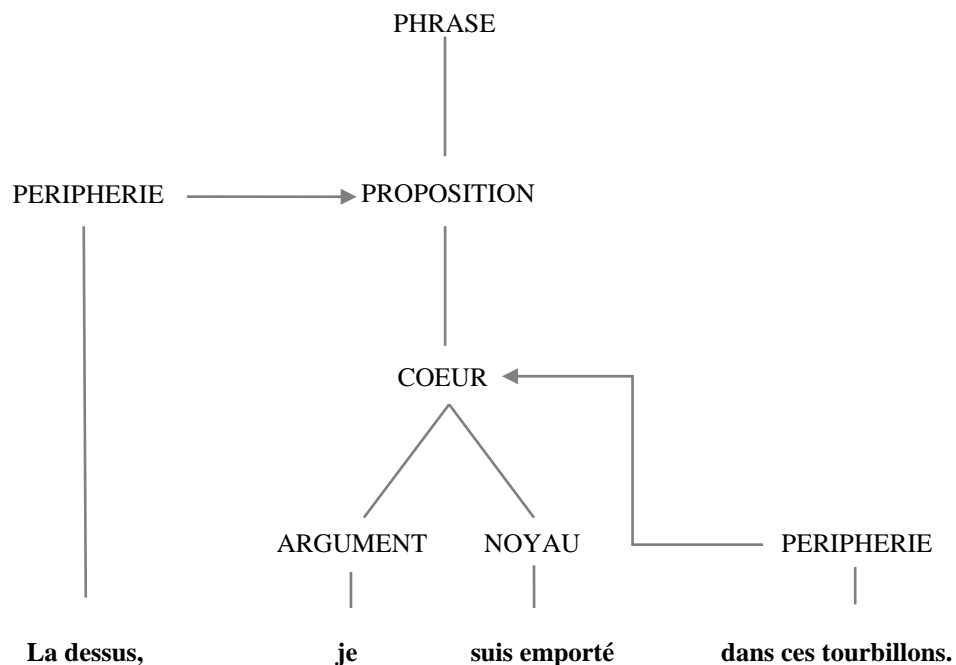 PHRASE
PERIPHERIE PROPOSITION
COEUR
ARGUMENT NOYAU PERIPHERIE
La dessus, je suis emporté dans ces tourbillons.